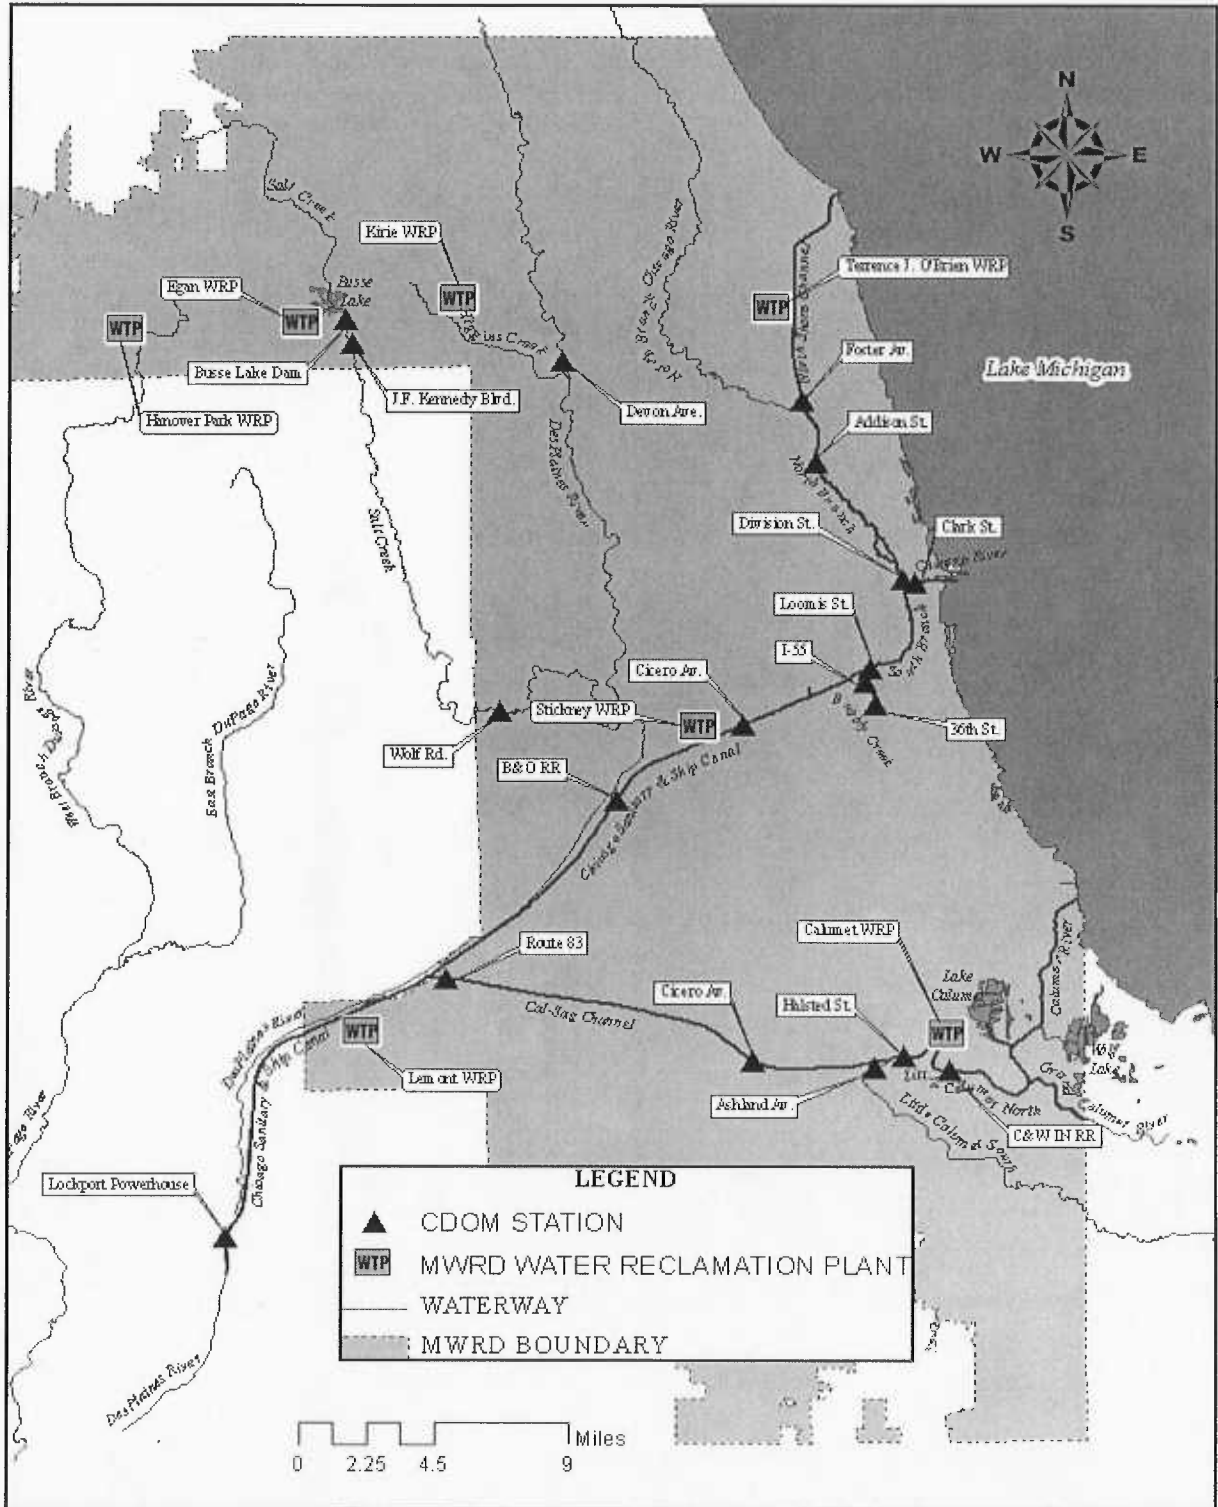 N
W
E
S
Salt Creek
Kirie WRP
North Branch Chicago River
North Shore Channel
Terrence J. O'Brien WRP
Egan WRP
Busse
Lake
WTP
WTP
WTP
WTP
Foster Av.
Lake Michigan
Busse Lake Dam
J.F. Kennedy Blvd.
Devon Ave.
Hanover Park WRP
Addison St.
Des Plaines River
North Branch
Salt Creek
Division St.
Clark St.
Chicago River
Loomis St.
South Branch
I-55
Cicero Av.
Stickney WRP
WTP
Bubbly Creek
36th St.
Wolf Rd.
B&O RR
Chicago Sanitary & Ship Canal
West Branch DuPage River
East Branch DuPage River
Route 83
Calumet WRP
Lake
Calumet River
Cicero Av.
Halsted St.
WTP
Cal-Sag Channel
WTP
DesPlaines River
Chicago Sanitary & Ship Canal
Lemont WRP
Wolf
Lake
Ashland Av.
Calumet North
Calumet River
C&W IN RR
Little Calumet South
Lockport Powerhouse
LEGEND
CDOM STATION
WTP MWRD WATER RECLAMATION PLANT
WATERWAY
MWRD BOUNDARY
Des Plaines River
Miles
0 2.25 4.5 9